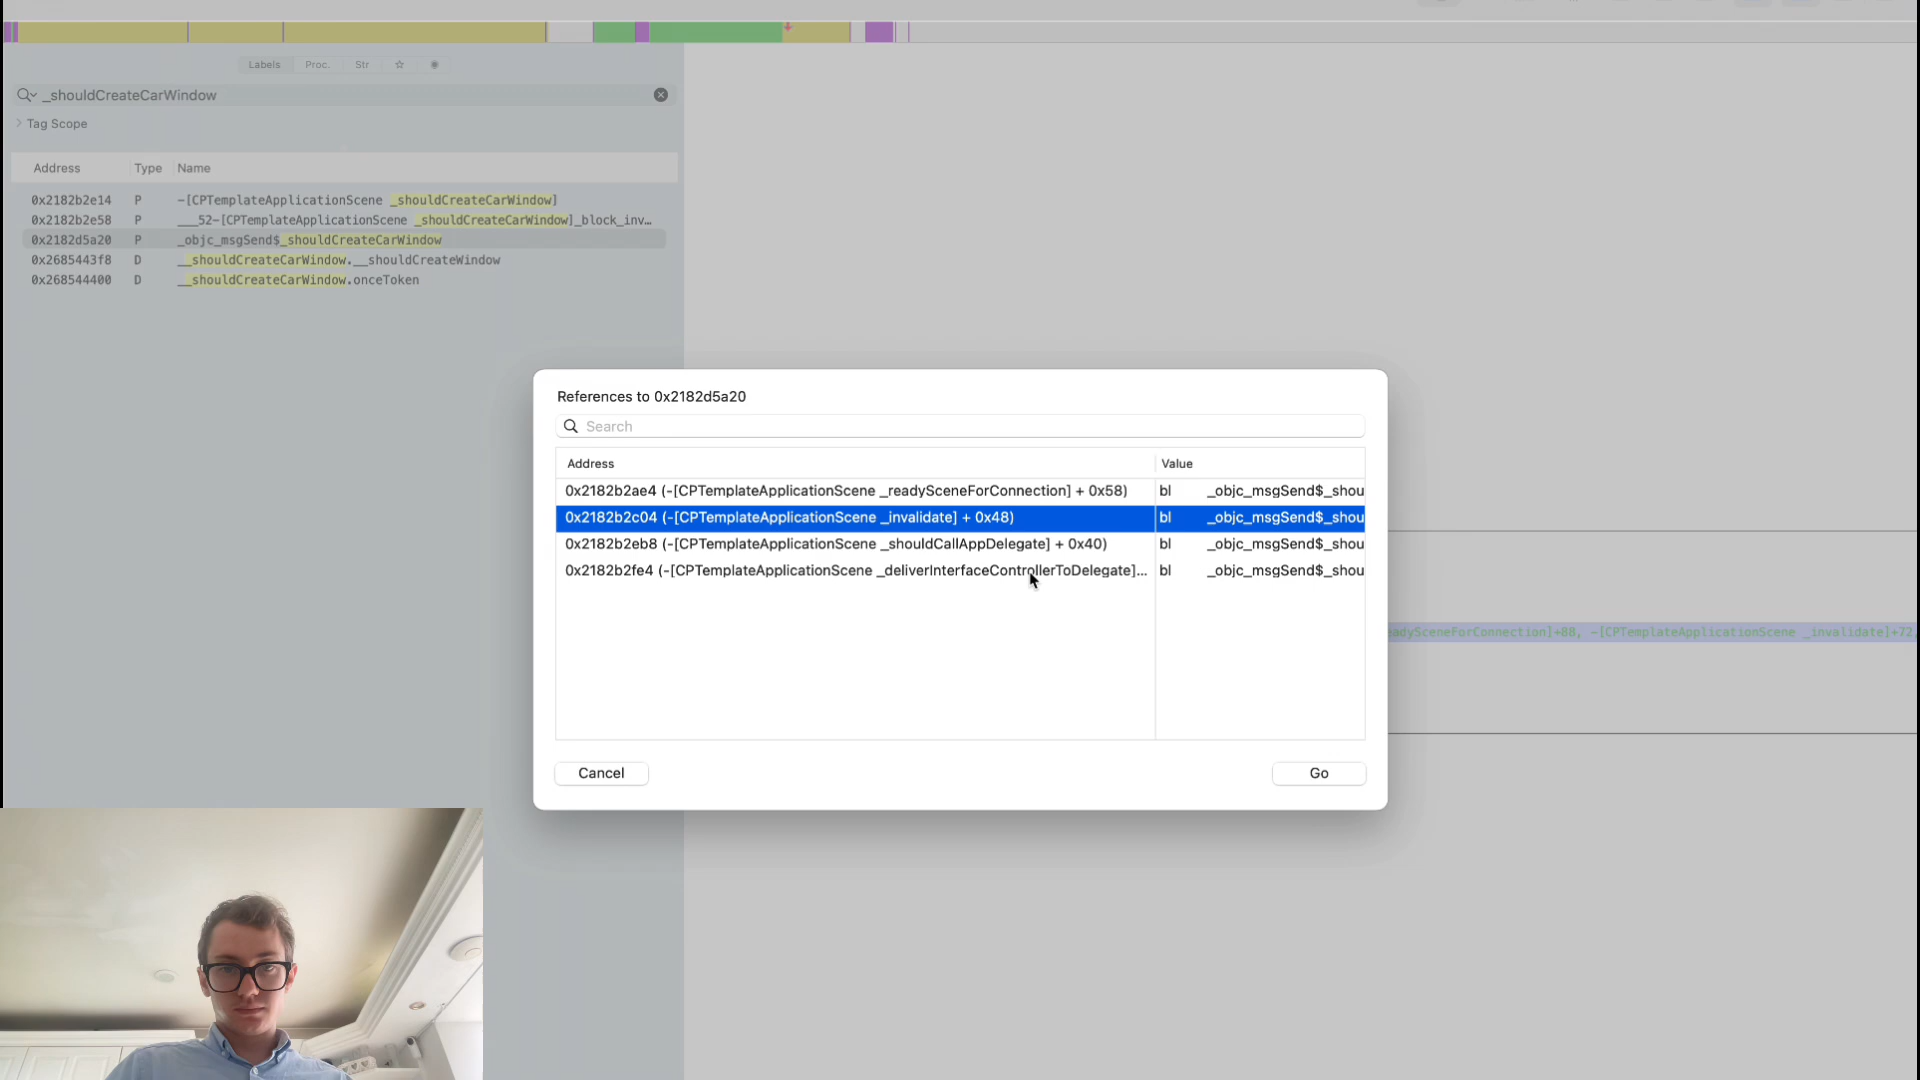 Labels Proc. Str
_shouldCreateCarWindow
Tag Scope
Address Type Name
0x2182b2e14 P -[CPTemplateApplicationScene _shouldCreateCarWindow]
0x2182b2e58 P ___52-[CPTemplateApplicationScene _shouldCreateCarWindow]_block_inv…
0x2182d5a20 P _objc_msgSend$_shouldCreateCarWindow
0x2685443f8 D __shouldCreateCarWindow.__shouldCreateWindow
0x268544400 D __shouldCreateCarWindow.onceToken
References to 0x2182d5a20
Search
Address Value
0x2182b2ae4 (-[CPTemplateApplicationScene _readySceneForConnection] + 0x58) bl _objc_msgSend$_shou
0x2182b2c04 (-[CPTemplateApplicationScene _invalidate] + 0x48) bl _objc_msgSend$_shou
0x2182b2eb8 (-[CPTemplateApplicationScene _shouldCallAppDelegate] + 0x40) bl _objc_msgSend$_shou
0x2182b2fe4 (-[CPTemplateApplicationScene _deliverInterfaceControllerToDelegate]... bl _objc_msgSend$_shou
eadySceneForConnection]+88, -[CPTemplateApplicationScene _invalidate]+72,
Cancel Go